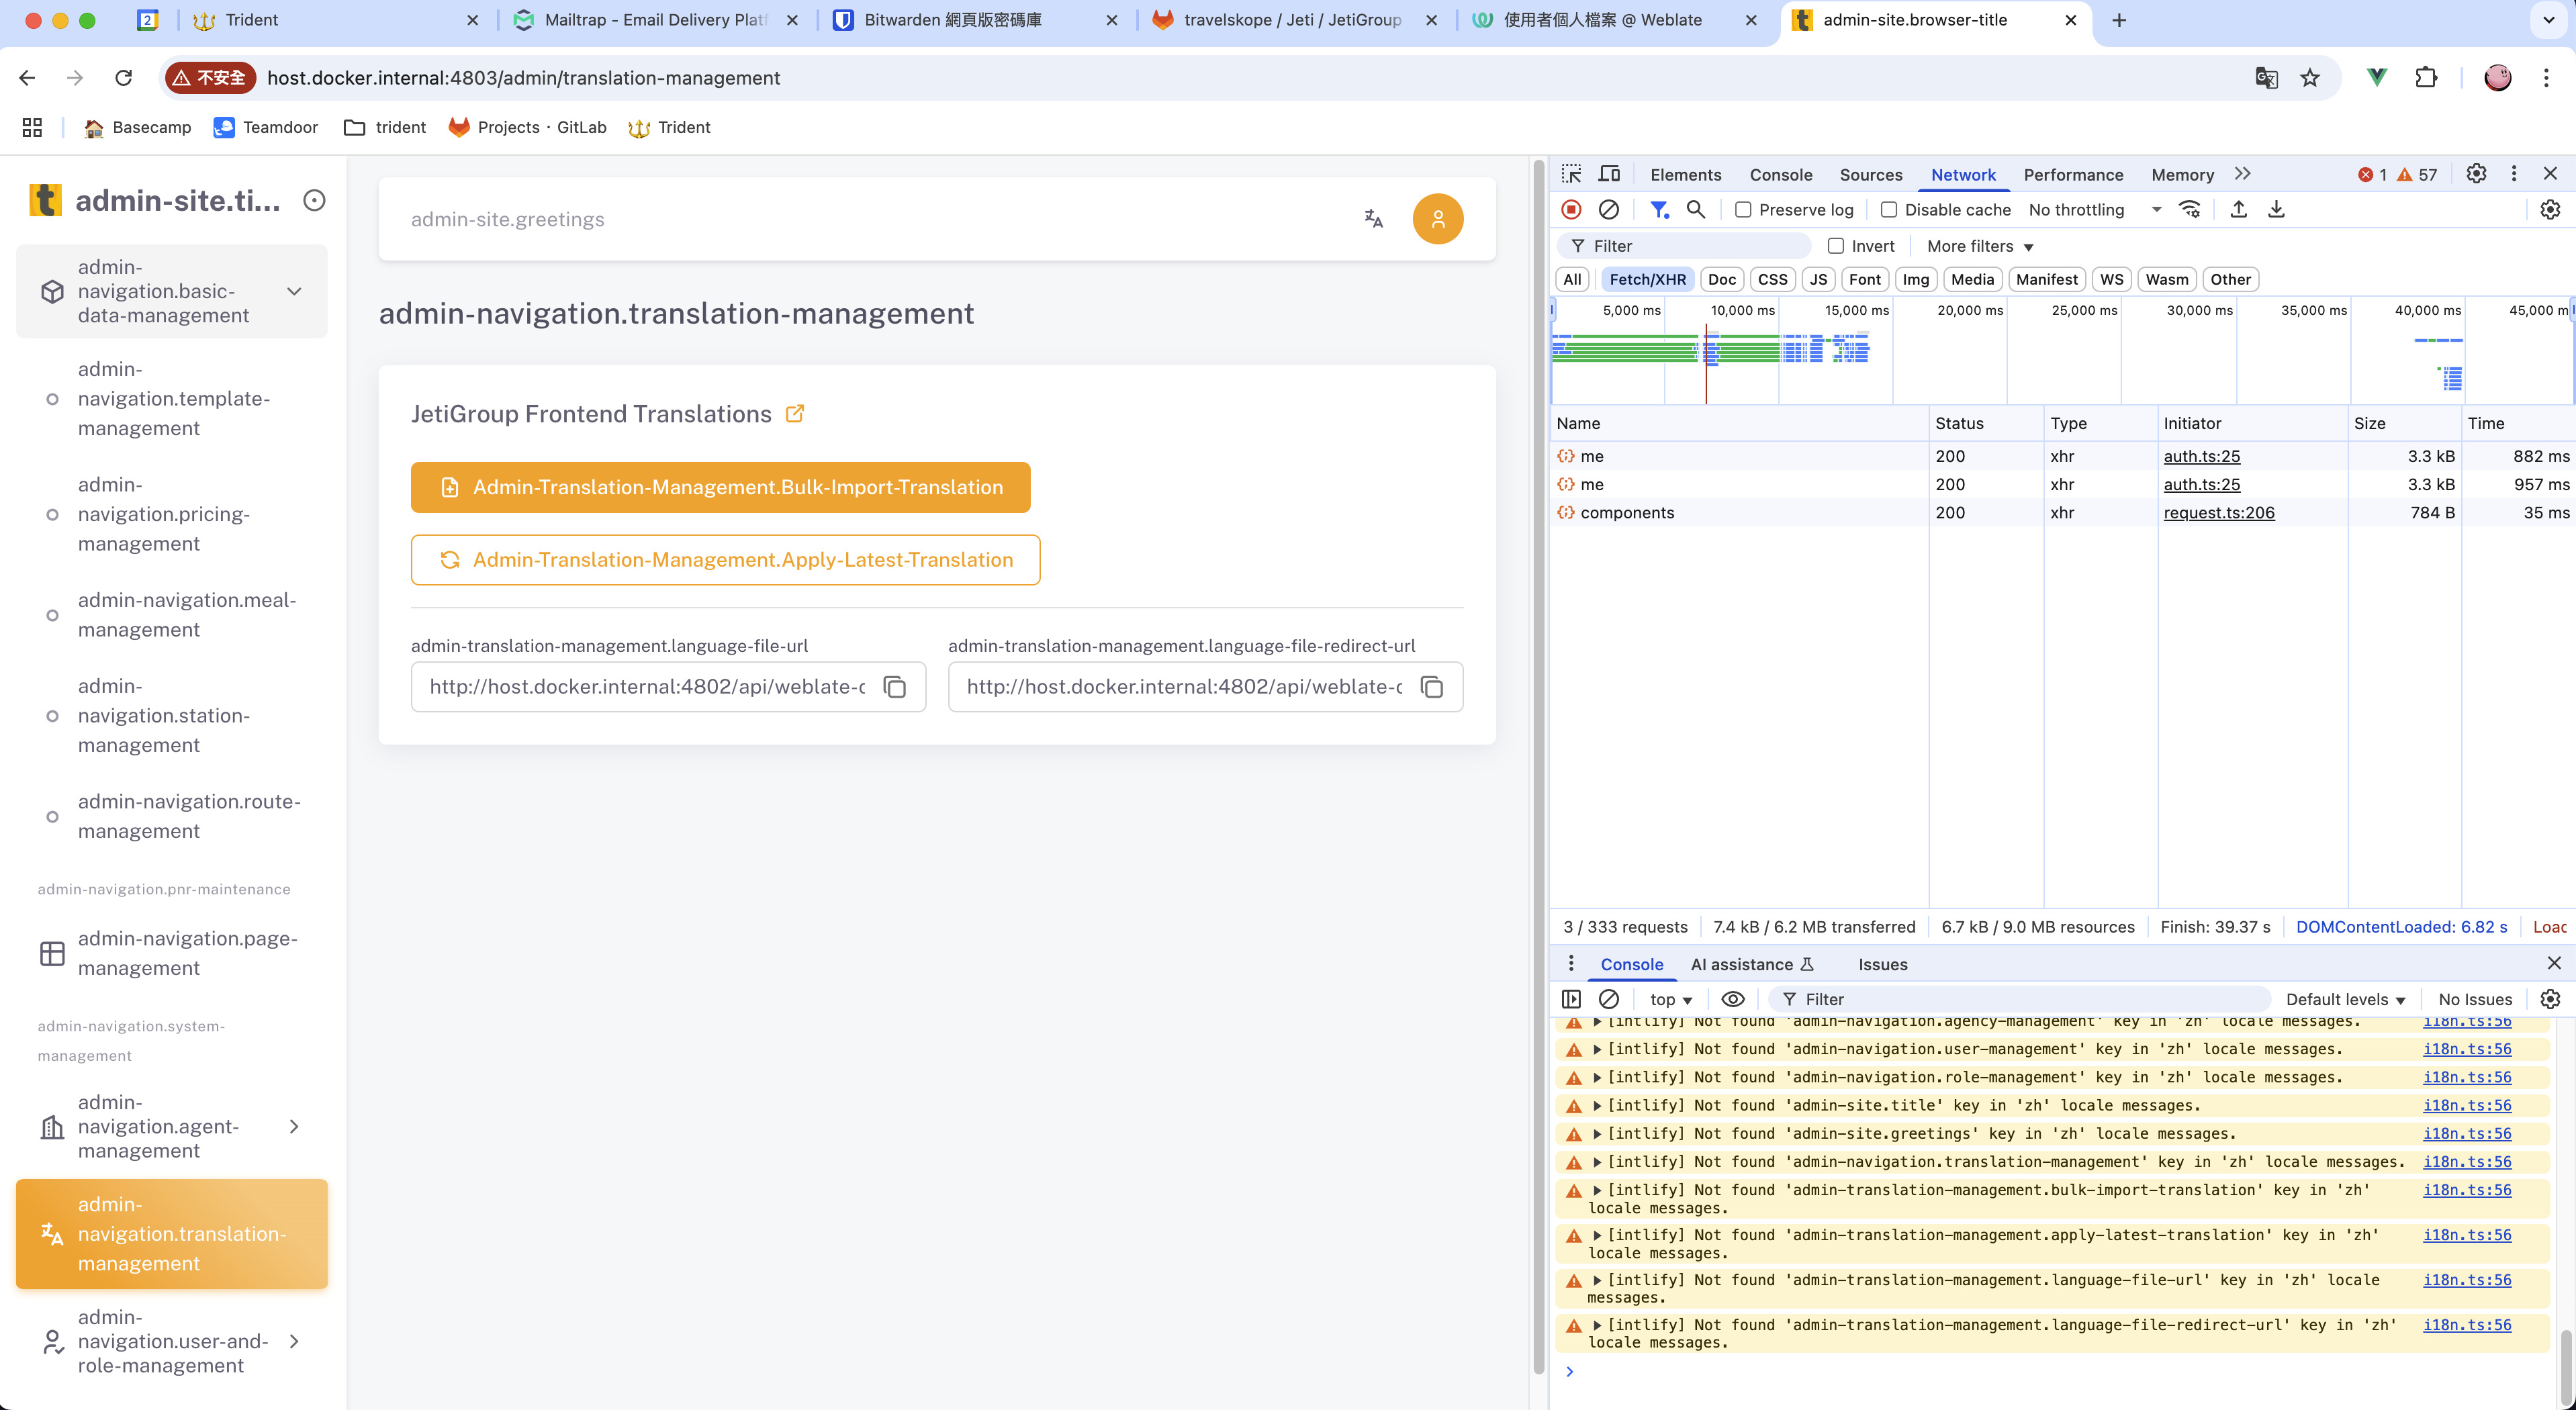 2
Trident
Mailtrap - Email Delivery Platf
Bitwarden 網頁版密碼庫
travelskope / Jeti / JetiGroup
使用者個人檔案 @ Weblate
admin-site.browser-title
不安全
host.docker.internal:4803/admin/translation-management
Basecamp
Teamdoor
trident
Projects · GitLab
Trident
admin-site.ti...
admin-
navigation.basic-
data-management
admin-
navigation.template-
management
admin-
navigation.pricing-
management
admin-navigation.meal-
management
admin-
navigation.station-
management
admin-navigation.route-
management
admin-navigation.pnr-maintenance
admin-navigation.page-
management
admin-navigation.system-
management
admin-
navigation.agent-
management
admin-
navigation.translation-
management
admin-
navigation.user-and-
role-management
admin-site.greetings
admin-navigation.translation-management
JetiGroup Frontend Translations
Admin-Translation-Management.Bulk-Import-Translation
Admin-Translation-Management.Apply-Latest-Translation
admin-translation-management.language-file-url
http://host.docker.internal:4802/api/weblate-c
admin-translation-management.language-file-redirect-url
http://host.docker.internal:4802/api/weblate-c
Elements Console Sources Network Performance Memory 1 57
Preserve log Disable cache No throttling
Filter Invert More filters
All Fetch/XHR Doc CSS JS Font Img Media Manifest WS Wasm Other
5,000 ms 10,000 ms 15,000 ms 20,000 ms 25,000 ms 30,000 ms 35,000 ms 40,000 ms 45,000 m
Name Status Type Initiator Size Time
me 200 xhr auth.ts:25 3.3 kB 882 ms
me 200 xhr auth.ts:25 3.3 kB 957 ms
components 200 xhr request.ts:206 784 B 35 ms
3 / 333 requests 7.4 kB / 6.2 MB transferred 6.7 kB / 9.0 MB resources Finish: 39.37 s DOMContentLoaded: 6.82 s Load
Console AI assistance Issues
top Filter Default levels No Issues
[intlify] Not found 'admin-navigation.agency-management' key in 'zh' locale messages. i18n.ts:56
[intlify] Not found 'admin-navigation.user-management' key in 'zh' locale messages. i18n.ts:56
[intlify] Not found 'admin-navigation.role-management' key in 'zh' locale messages. i18n.ts:56
[intlify] Not found 'admin-site.title' key in 'zh' locale messages. i18n.ts:56
[intlify] Not found 'admin-site.greetings' key in 'zh' locale messages. i18n.ts:56
[intlify] Not found 'admin-navigation.translation-management' key in 'zh' locale messages. i18n.ts:56
[intlify] Not found 'admin-translation-management.bulk-import-translation' key in 'zh' i18n.ts:56
locale messages.
[intlify] Not found 'admin-translation-management.apply-latest-translation' key in 'zh' i18n.ts:56
locale messages.
[intlify] Not found 'admin-translation-management.language-file-url' key in 'zh' locale i18n.ts:56
messages.
[intlify] Not found 'admin-translation-management.language-file-redirect-url' key in 'zh' i18n.ts:56
locale messages.